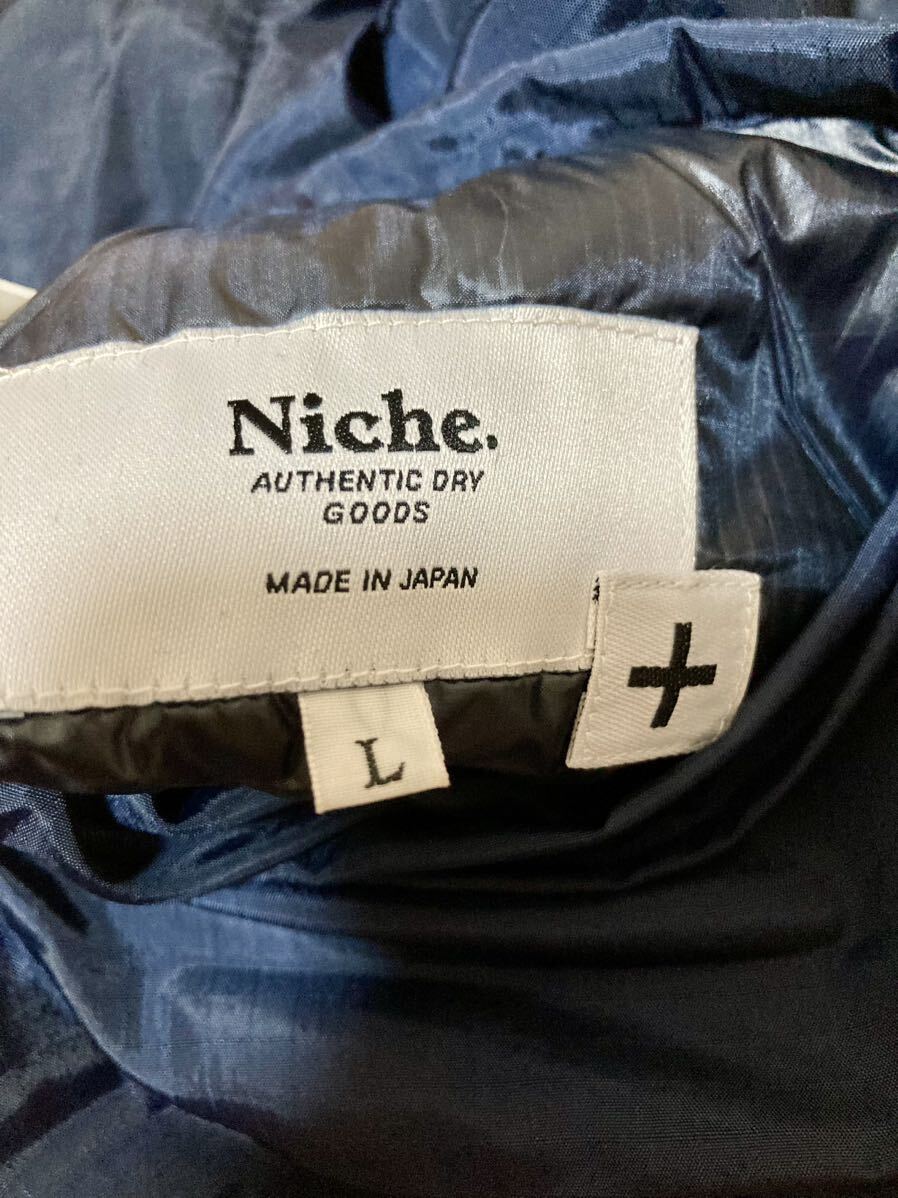 Niche.
AUTHENTIC DRY
GOODS
MADE IN JAPAN
+
L